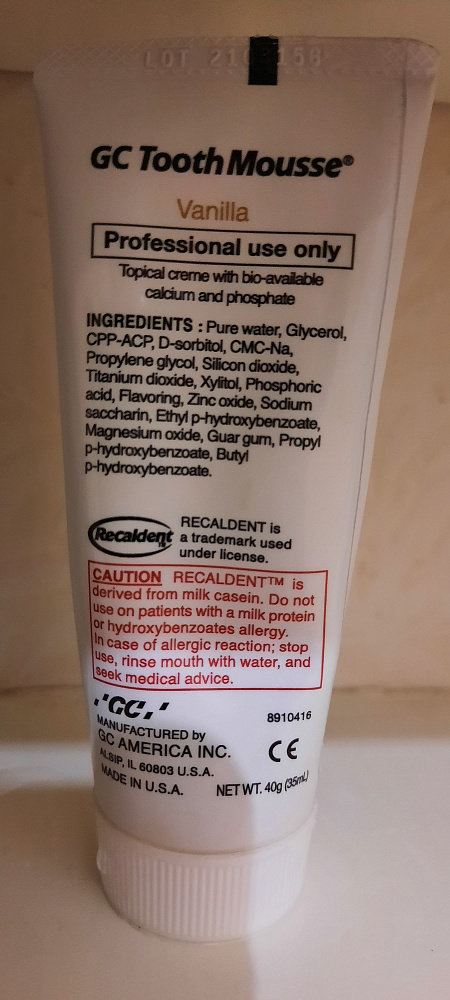 LOT 210 156
GC Tooth Mousse®
Vanilla
Professional use only
Topical creme with bio-available
calcium and phosphate
INGREDIENTS : Pure water, Glycerol,
CPP-ACP, D-sorbitol, CMC-Na,
Propylene glycol, Silicon dioxide,
Titanium dioxide, Xylitol, Phosphoric
acid, Flavoring, Zinc oxide, Sodium
saccharin, Ethyl p-hydroxybenzoate,
Magnesium oxide, Guar gum, Propyl
p-hydroxybenzoate, Butyl
p-hydroxybenzoate.
Recaldent™
RECALDENT is
a trademark used
under license.
CAUTION RECALDENT™ is
derived from milk casein. Do not
use on patients with a milk protein
or hydroxybenzoates allergy.
In case of allergic reaction; stop
use, rinse mouth with water, and
seek medical advice.
'GC,'
8910416
MANUFACTURED by
GC AMERICA INC.
ALSIP, IL 60803 U.S.A.
MADE IN U.S.A.
CE
NET WT. 40g (35mL)